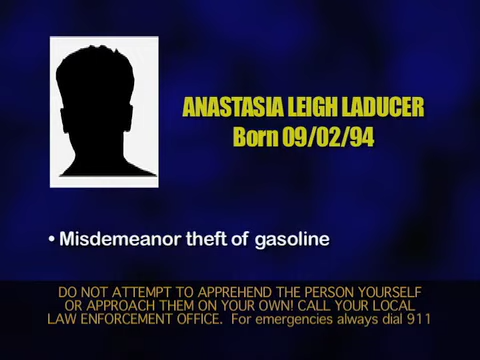 ANASTASIA LEIGH LADUCER
Born 09/02/94
• Misdemeanor theft of gasoline
DO NOT ATTEMPT TO APPREHEND THE PERSON YOURSELF
OR APPROACH THEM ON YOUR OWN! CALL YOUR LOCAL
LAW ENFORCEMENT OFFICE. For emergencies always dial 911